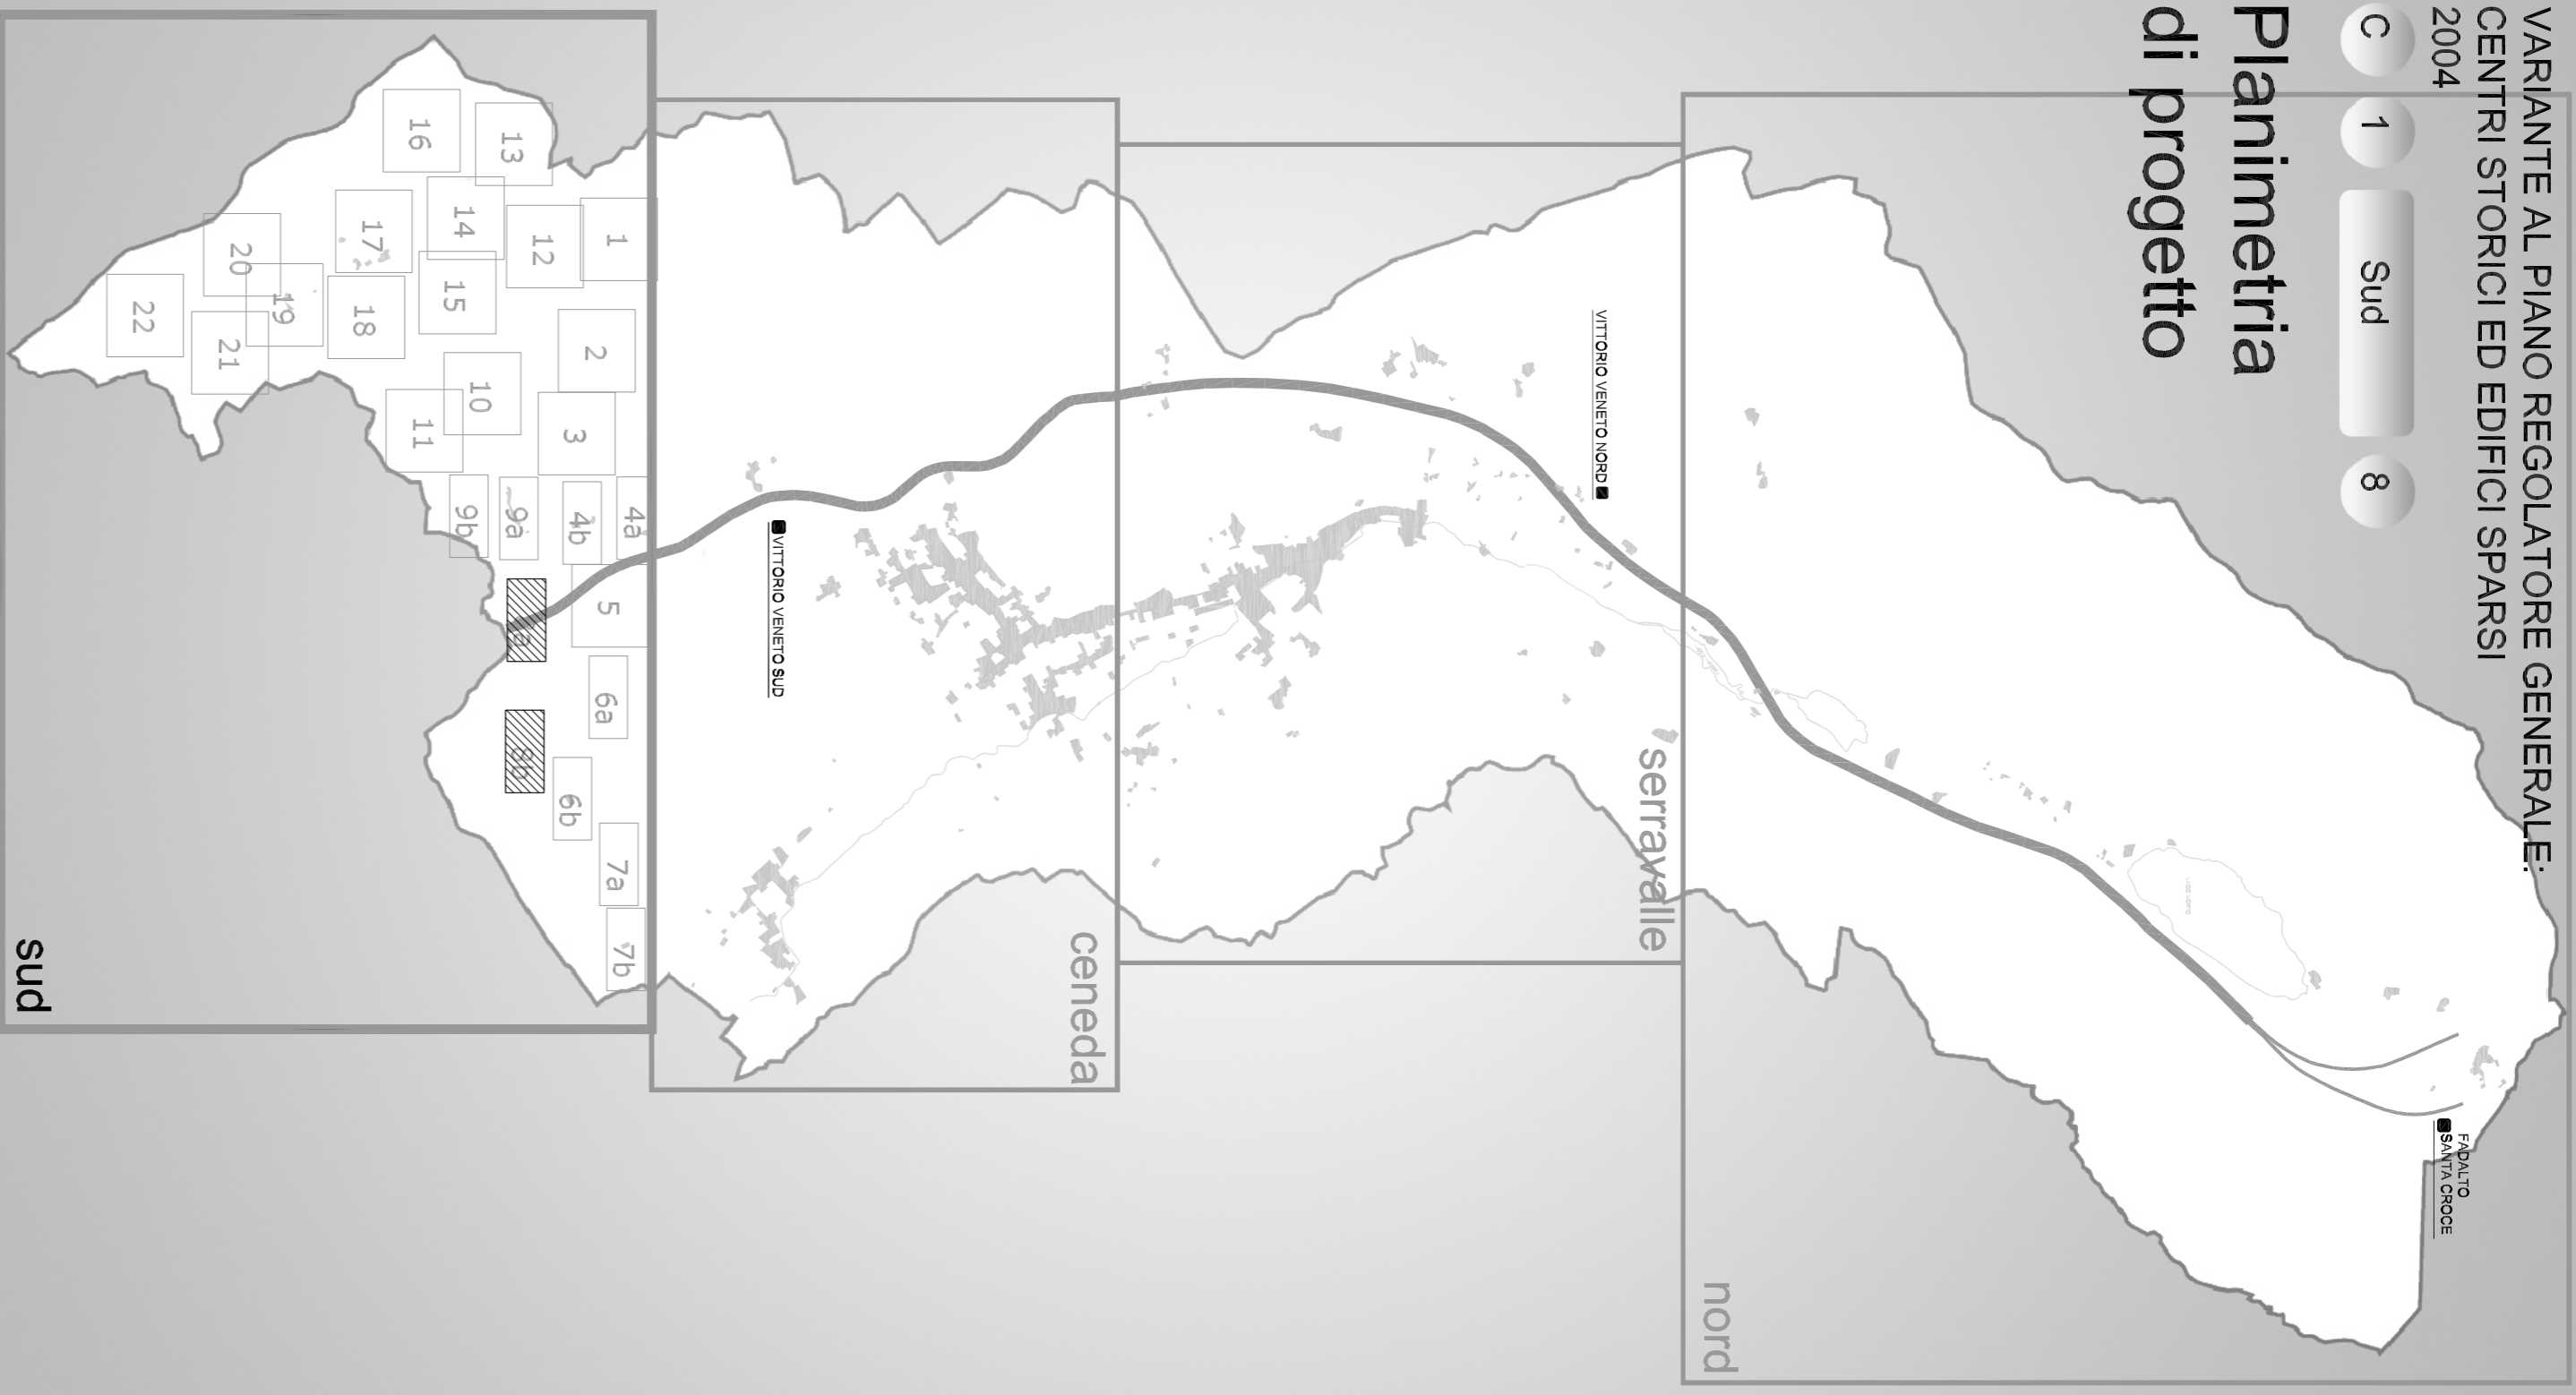 VARIANTE AL PIANO REGOLATORE GENERALE:
CENTRI STORICI ED EDIFICI SPARSI
2004
C 1 Sud 8
Planimetria
di progetto
FADALTO
SANTA CROCE
nord
VITTORIO VENETO NORD
serravalle
ceneda
VITTORIO VENETO SUD
1
2
3
4a
4b
5
6a
6b
7a
7b
8b
9a
9b
10
11
12
13
14
15
16
17
18
19
20
21
22
sud